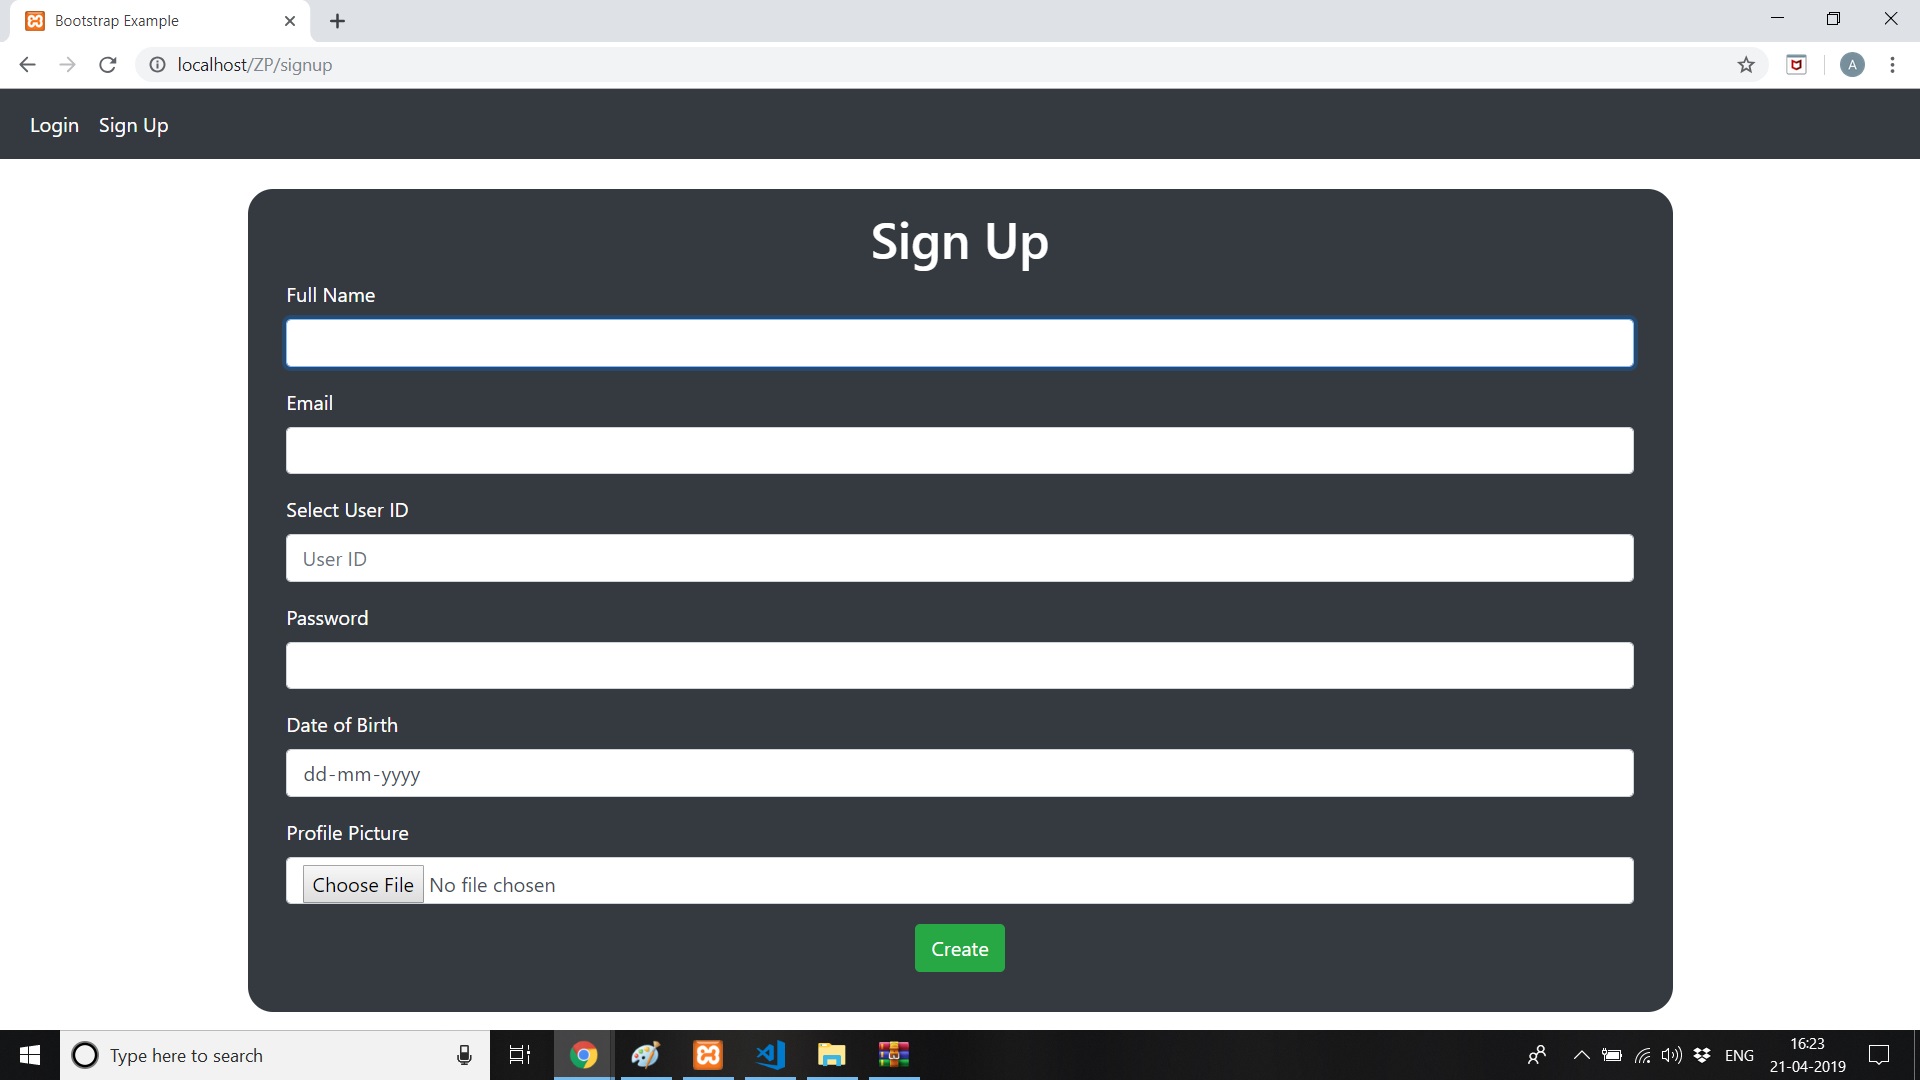 Bootstrap Example
localhost/ZP/signup
A
Login Sign Up
Sign Up
Full Name
Email
Select User ID
User ID
Password
Date of Birth
dd-mm-yyyy
Profile Picture
Choose File No file chosen
Create
Type here to search
ENG
16:23
21-04-2019